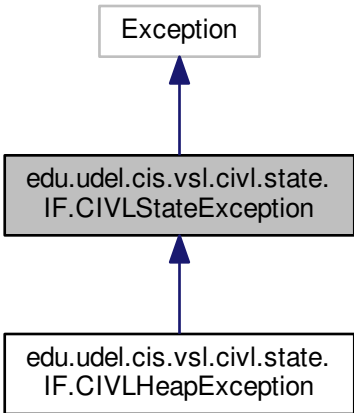 Exception
edu.udel.cis.vsl.civl.state.
IF.CIVLStateException
edu.udel.cis.vsl.civl.state.
IF.CIVLHeapException